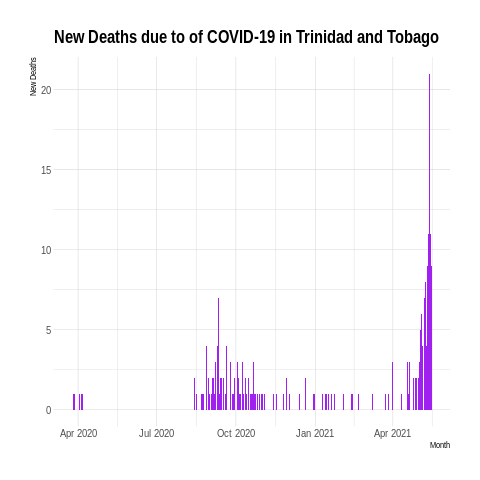 New Deaths due to of COVID-19 in Trinidad and Tobago
New Deaths
20
15
10
5
0
Apr 2020 Jul 2020 Oct 2020 Jan 2021 Apr 2021
Month